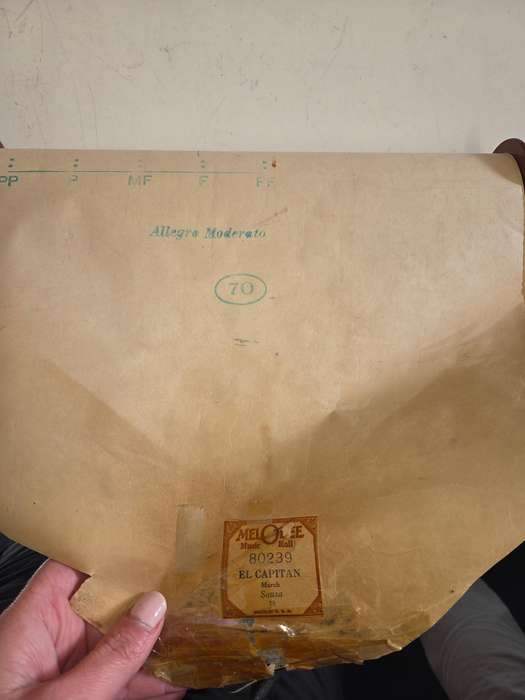 PP P MF F FF
Allegro Moderato
70
MELODEE
Music Roll
80239
EL CAPITAN
March
Sousa